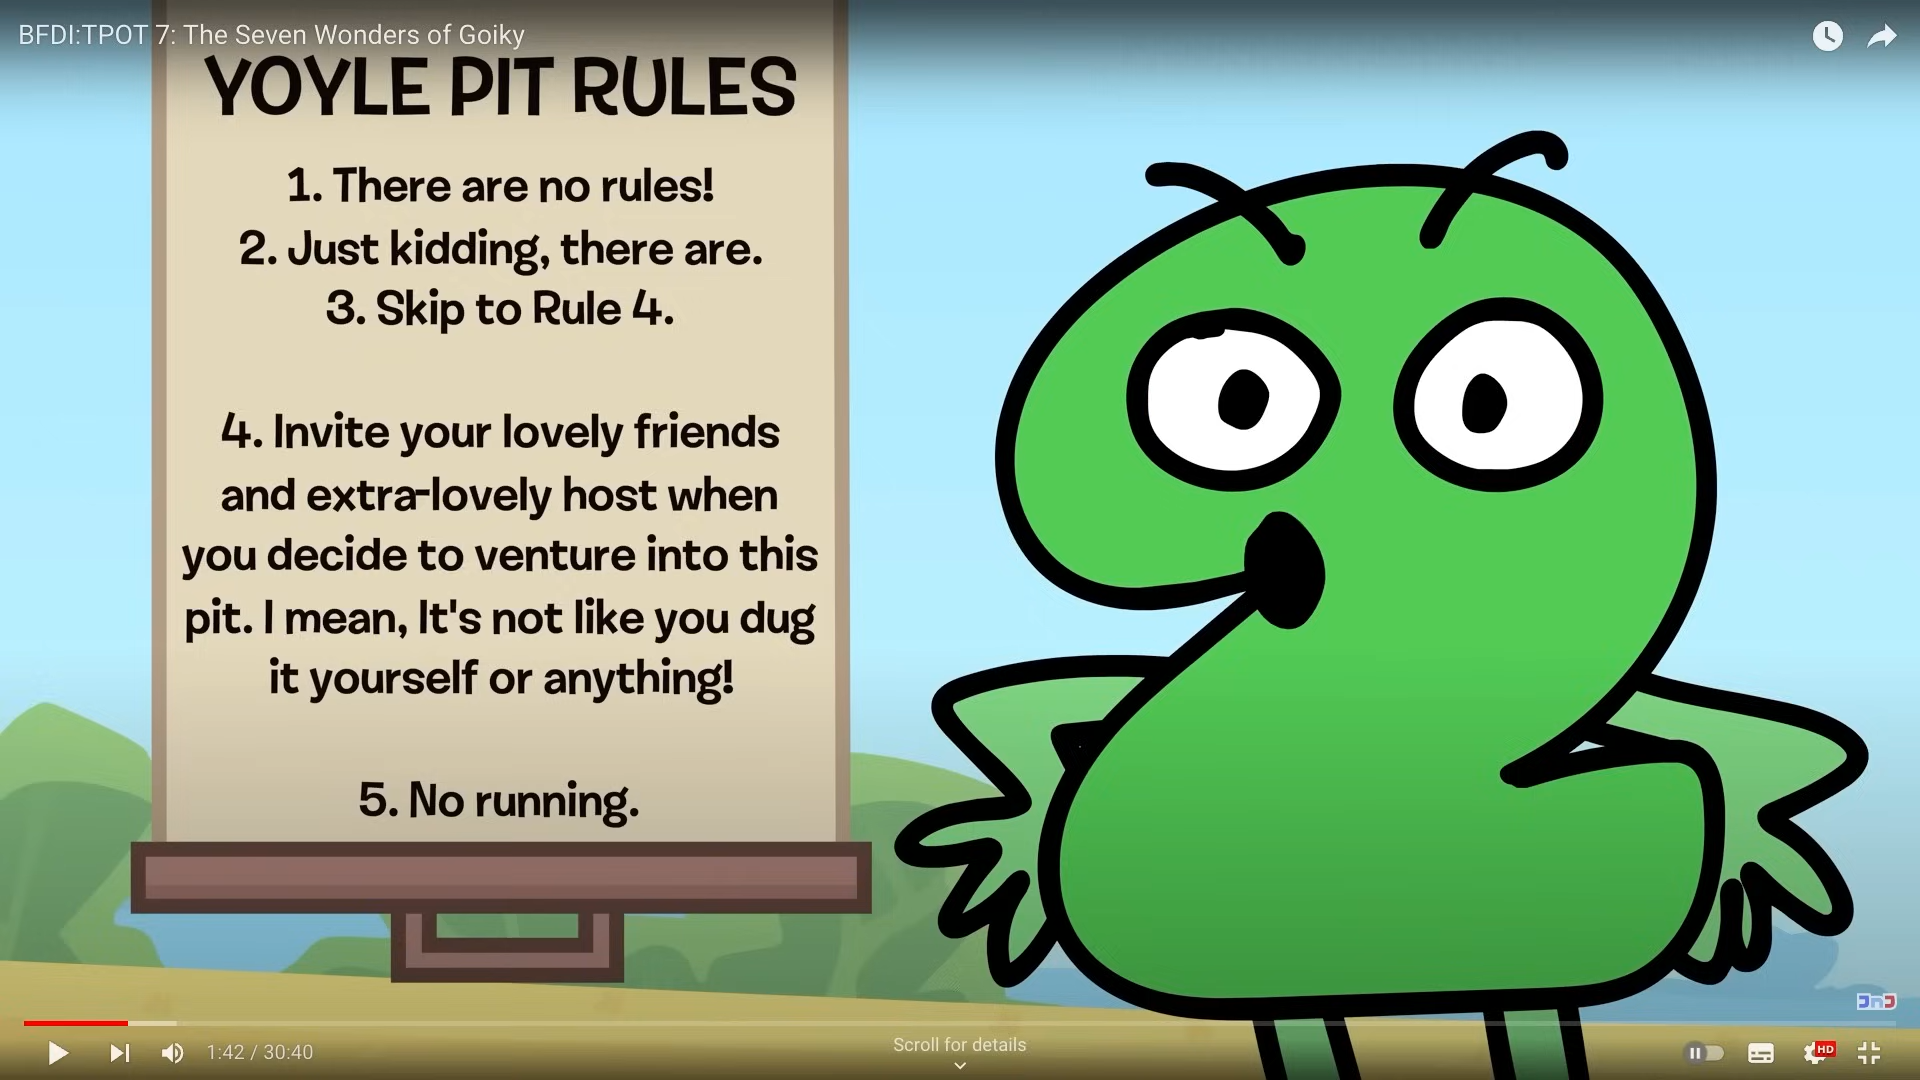 BFDI:TPOT 7: The Seven Wonders of Goiky
YOYLE PIT RULES
1. There are no rules!
2. Just kidding, there are.
3. Skip to Rule 4.
4. Invite your lovely friends
and extra-lovely host when
you decide to venture into this
pit. I mean, It's not like you dug
it yourself or anything!
5. No running.
1:42 / 30:40
Scroll for details
HD